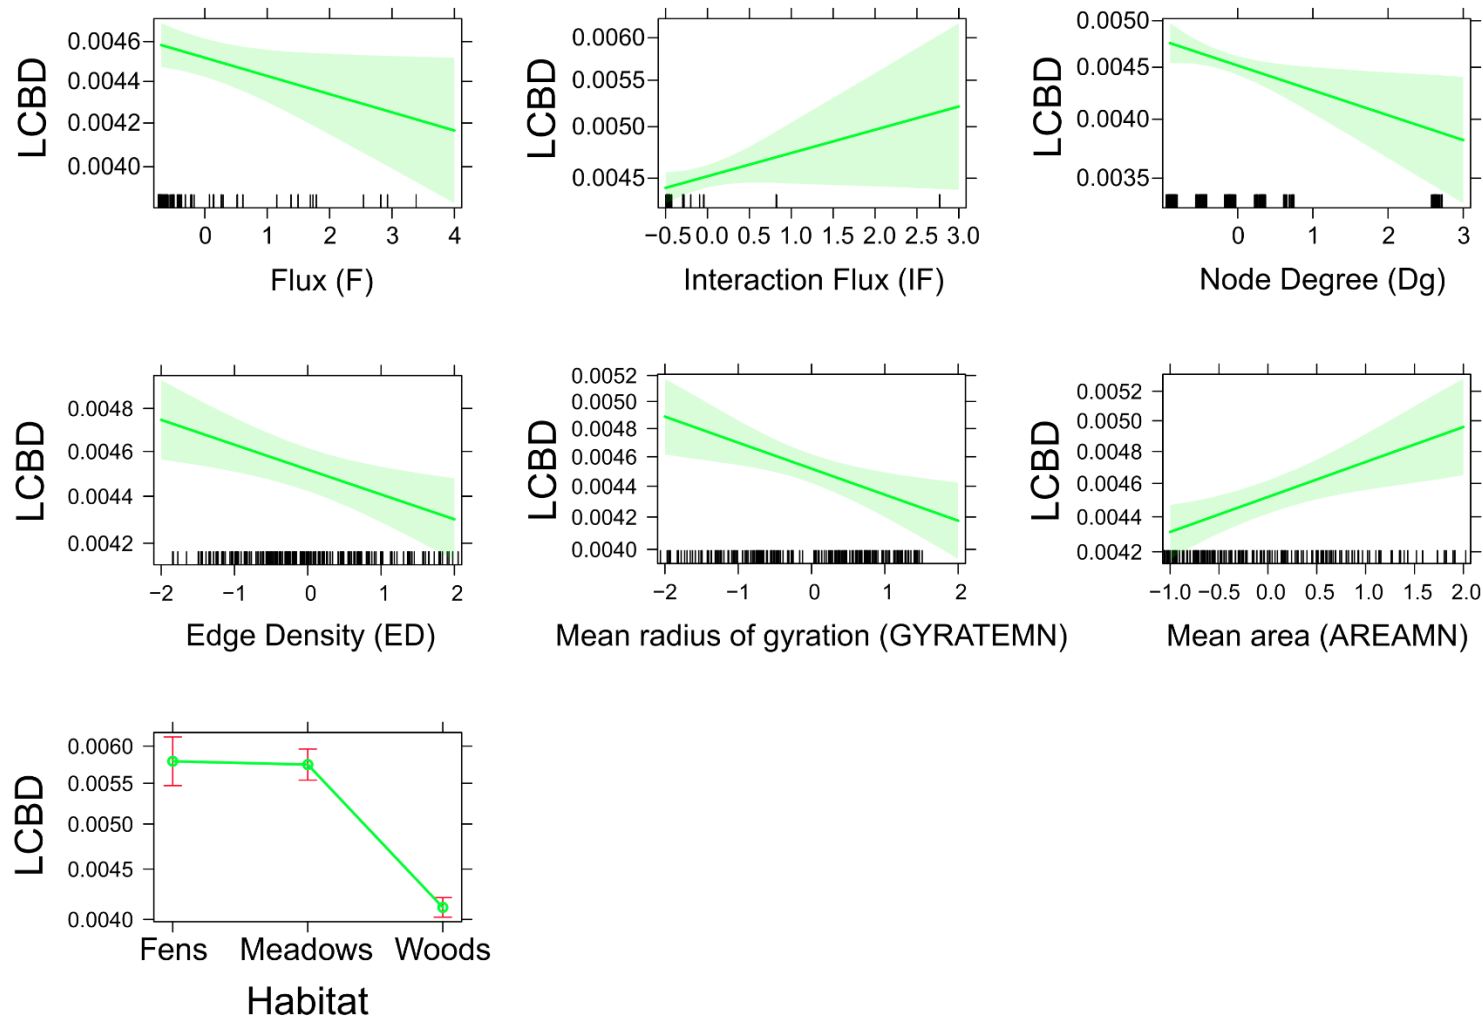 LCBD
0.0046
0.0044
0.0042
0.0040
0 1 2 3 4
Flux (F)
LCBD
0.0060
0.0055
0.0050
0.0045
−0.5 0.0 0.5 1.0 1.5 2.0 2.5 3.0
Interaction Flux (IF)
LCBD
0.0050
0.0045
0.0040
0.0035
0 1 2 3
Node Degree (Dg)
LCBD
0.0048
0.0046
0.0044
0.0042
−2 −1 0 1 2
Edge Density (ED)
LCBD
0.0052
0.0050
0.0048
0.0046
0.0044
0.0042
0.0040
−2 −1 0 1 2
Mean radius of gyration (GYRATEMN)
LCBD
0.0052
0.0050
0.0048
0.0046
0.0044
0.0042
−1.0 −0.5 0.0 0.5 1.0 1.5 2.0
Mean area (AREAMN)
LCBD
0.0060
0.0055
0.0050
0.0045
0.0040
Fens Meadows Woods
Habitat